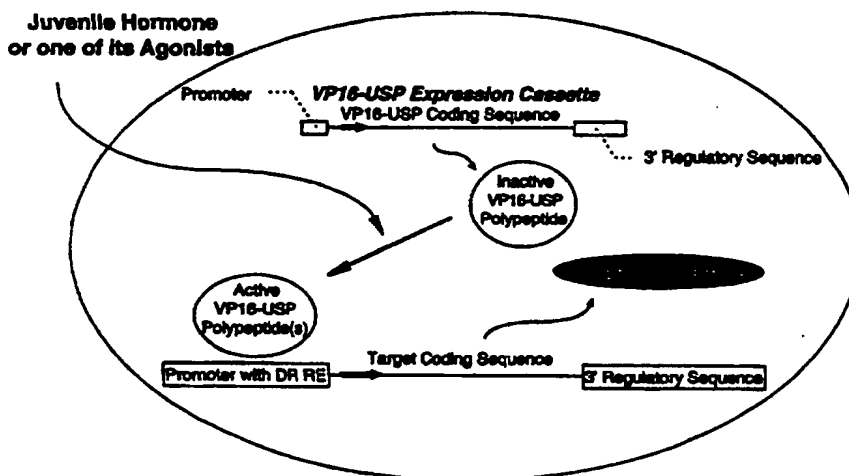 Juvenile Hormone
or one of its Agonists
VP16-USP Expression Cassette
Promoter
VP16-USP Coding Sequence
3' Regulatory Sequence
Inactive
VP16-USP
Polypeptide
Active
VP16-USP
Polypeptide(s)
Target Coding Sequence
Promoter with DR RE
3' Regulatory Sequence